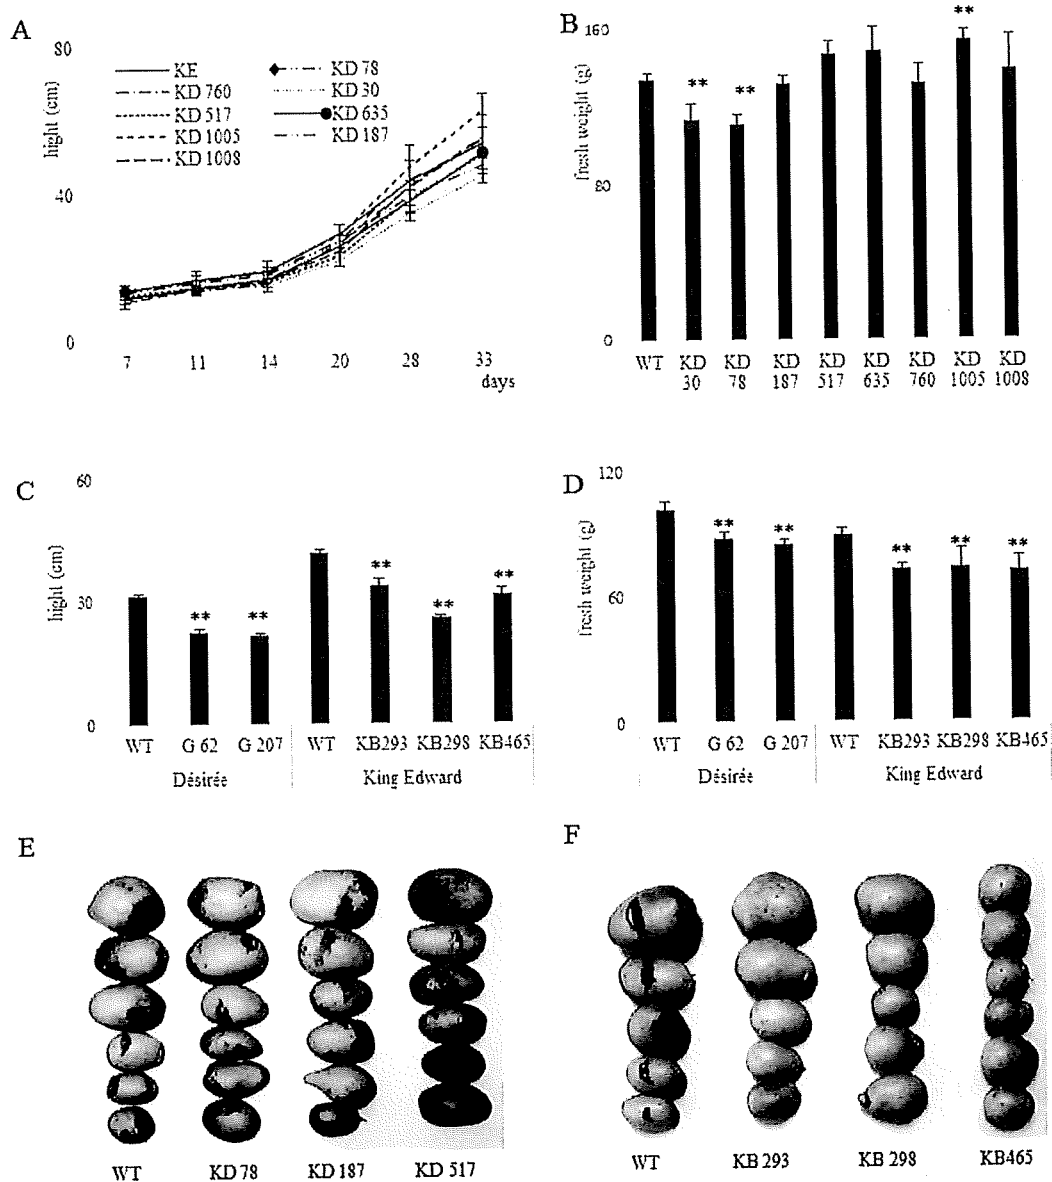 A
80
40
0
hight (cm)
KE
KD 760
KD 517
KD 1005
KD 1008
KD 78
KD 30
KD 635
KD 187
7 11 14 20 28 33
days
B
160
80
0
fresh weight (g)
** ** **
WT KD KD KD KD KD KD KD KD
30 78 187 517 635 760 1005 1008
C
60
30
0
hight (cm)
** ** ** ** **
WT G 62 G 207 WT KB293 KB298 KB465
Désirée King Edward
D
120
60
0
fresh weight (g)
** ** ** ** **
WT G 62 G 207 WT KB293 KB298 KB465
Désirée King Edward
E
WT KD 78 KD 187 KD 517
F
WT KB 293 KB 298 KB465